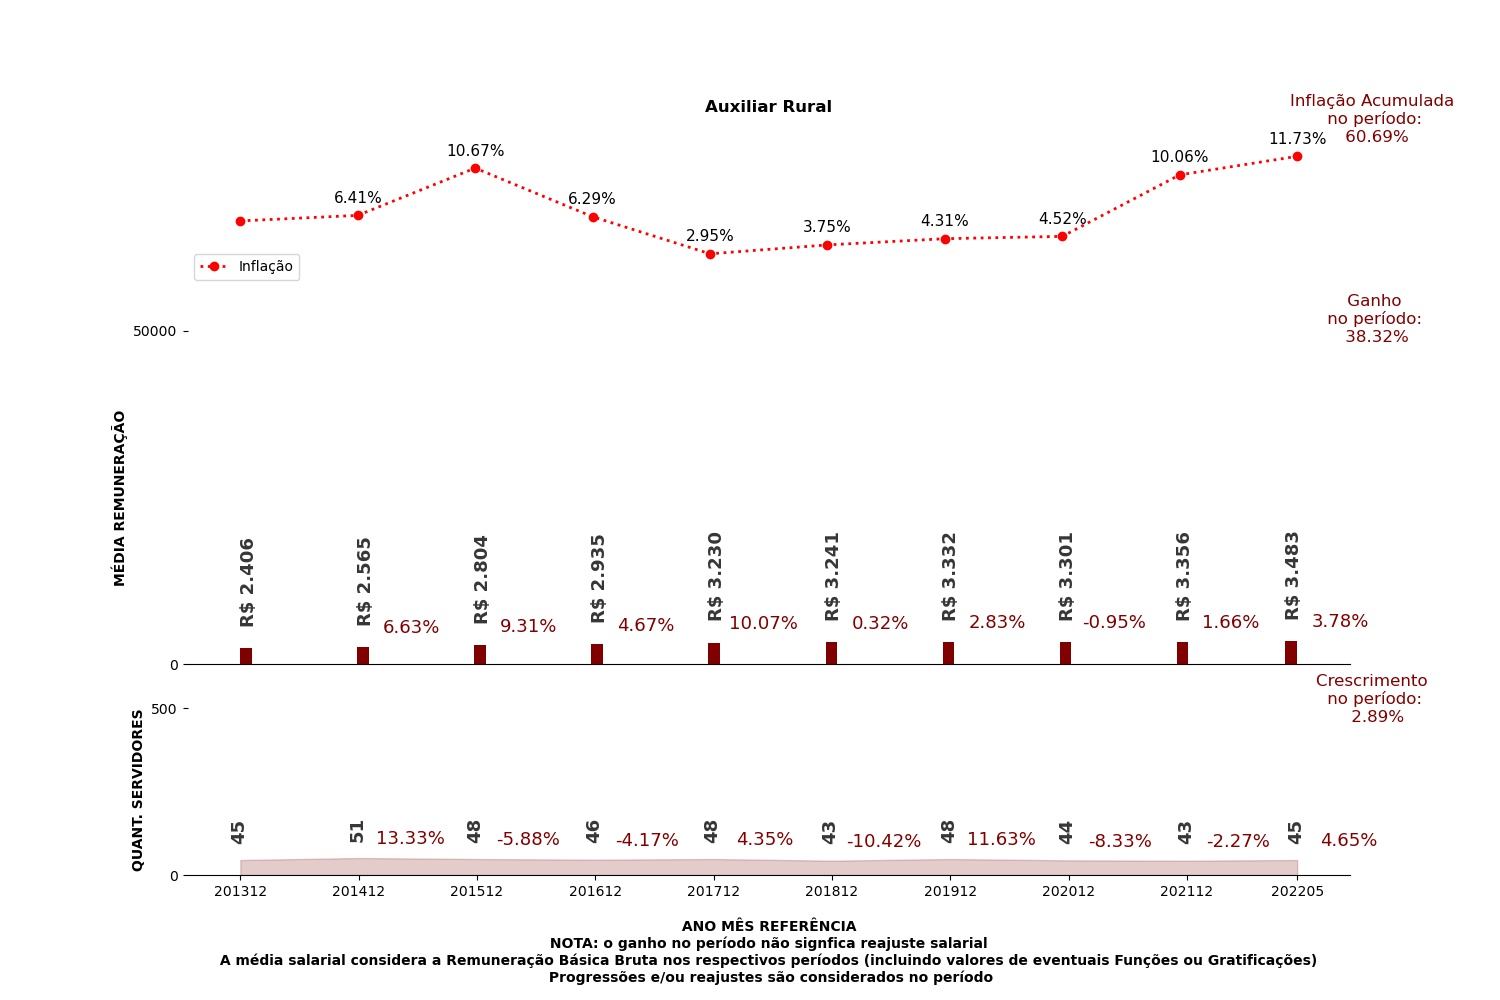 Auxiliar Rural
Inflação Acumulada
no período:
60.69%
6.41%
10.67%
6.29%
2.95%
3.75%
4.31%
4.52%
10.06%
11.73%
Inflação
Ganho
no período:
38.32%
MÉDIA REMUNERAÇÃO
50000
0
R$ 2.406
R$ 2.565
R$ 2.804
R$ 2.935
R$ 3.230
R$ 3.241
R$ 3.332
R$ 3.301
R$ 3.356
R$ 3.483
6.63%
9.31%
4.67%
10.07%
0.32%
2.83%
-0.95%
1.66%
3.78%
Crescrimento
no período:
2.89%
QUANT. SERVIDORES
500
0
45
51
48
46
48
43
48
44
43
45
13.33%
-5.88%
-4.17%
4.35%
-10.42%
11.63%
-8.33%
-2.27%
4.65%
201312
201412
201512
201612
201712
201812
201912
202012
202112
202205
ANO MÊS REFERÊNCIA
NOTA: o ganho no período não signfica reajuste salarial
A média salarial considera a Remuneração Básica Bruta nos respectivos períodos (incluindo valores de eventuais Funções ou Gratificações)
Progressões e/ou reajustes são considerados no período